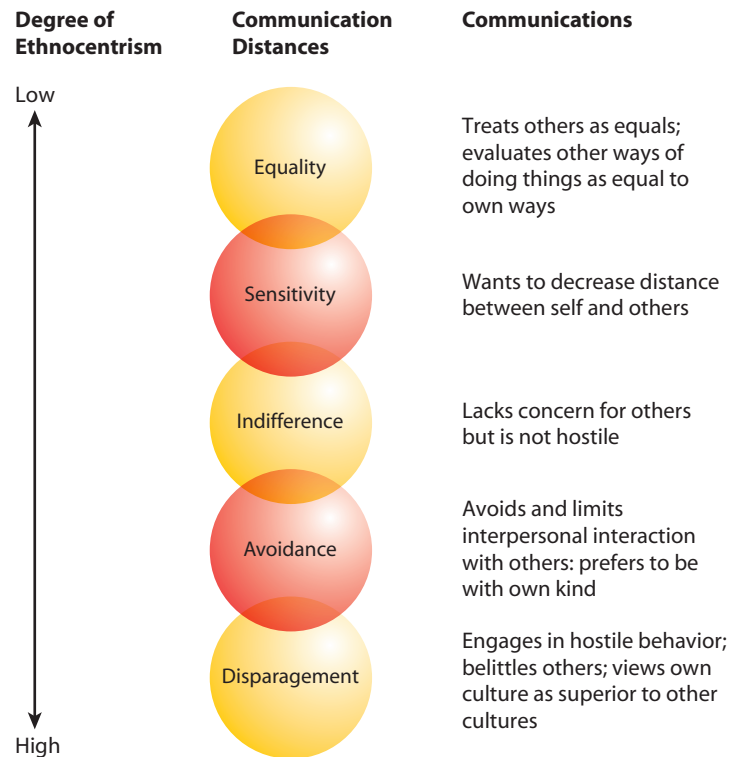 Degree of
Ethnocentrism
Communication
Distances
Communications
Low
Equality
Treats others as equals;
evaluates other ways of
doing things as equal to
own ways
Sensitivity
Wants to decrease distance
between self and others
Indifference
Lacks concern for others
but is not hostile
Avoidance
Avoids and limits
interpersonal interaction
with others: prefers to be
with own kind
Disparagement
Engages in hostile behavior;
belittles others; views own
culture as superior to other
cultures
High